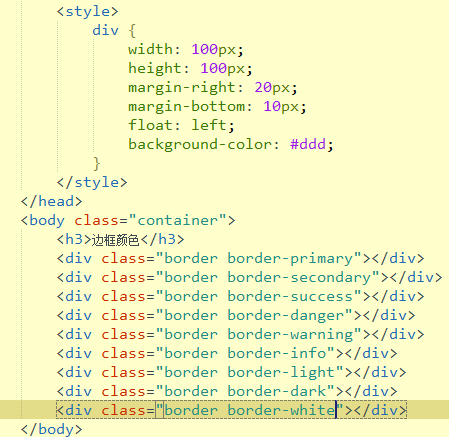 <style>
div {
width: 100px;
height: 100px;
margin-right: 20px;
margin-bottom: 10px;
float: left;
background-color: #ddd;
}
</style>
</head>
<body class="container">
<h3>边框颜色</h3>
<div class="border border-primary"></div>
<div class="border border-secondary"></div>
<div class="border border-success"></div>
<div class="border border-danger"></div>
<div class="border border-warning"></div>
<div class="border border-info"></div>
<div class="border border-light"></div>
<div class="border border-dark"></div>
<div class="border border-white"></div>
</body>